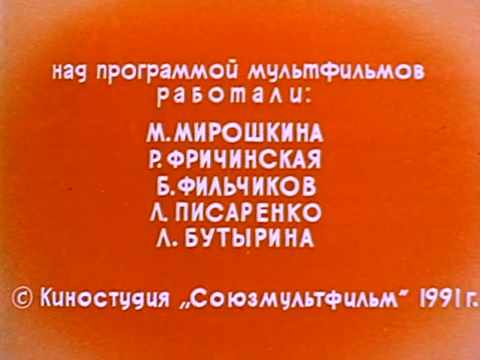 над программой мультфильмов
работали:
М. МИРОШКИНА
Р. ФРИЧИНСКАЯ
Б. ФИЛЬЧИКОВ
Л. ПИСАРЕНКО
Л. БУТЫРИНА
© Киностудия „Союзмультфильм" 1991 г.